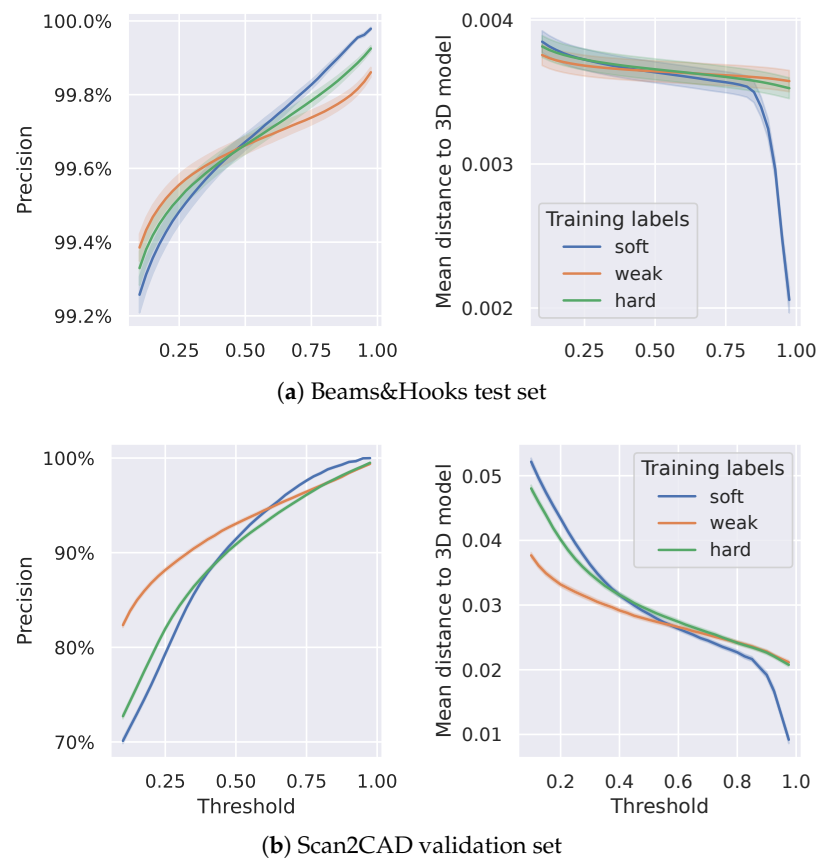 100.0%
99.8%
99.6%
99.4%
99.2%
Precision
0.25 0.50 0.75 1.00
0.004
0.003
0.002
Mean distance to 3D model
Training labels
soft
weak
hard
0.25 0.50 0.75 1.00
(a) Beams&Hooks test set
100%
90%
80%
70%
Precision
0.25 0.50 0.75 1.00
Threshold
0.05
0.04
0.03
0.02
0.01
Mean distance to 3D model
Training labels
soft
weak
hard
0.2 0.4 0.6 0.8 1.0
Threshold
(b) Scan2CAD validation set